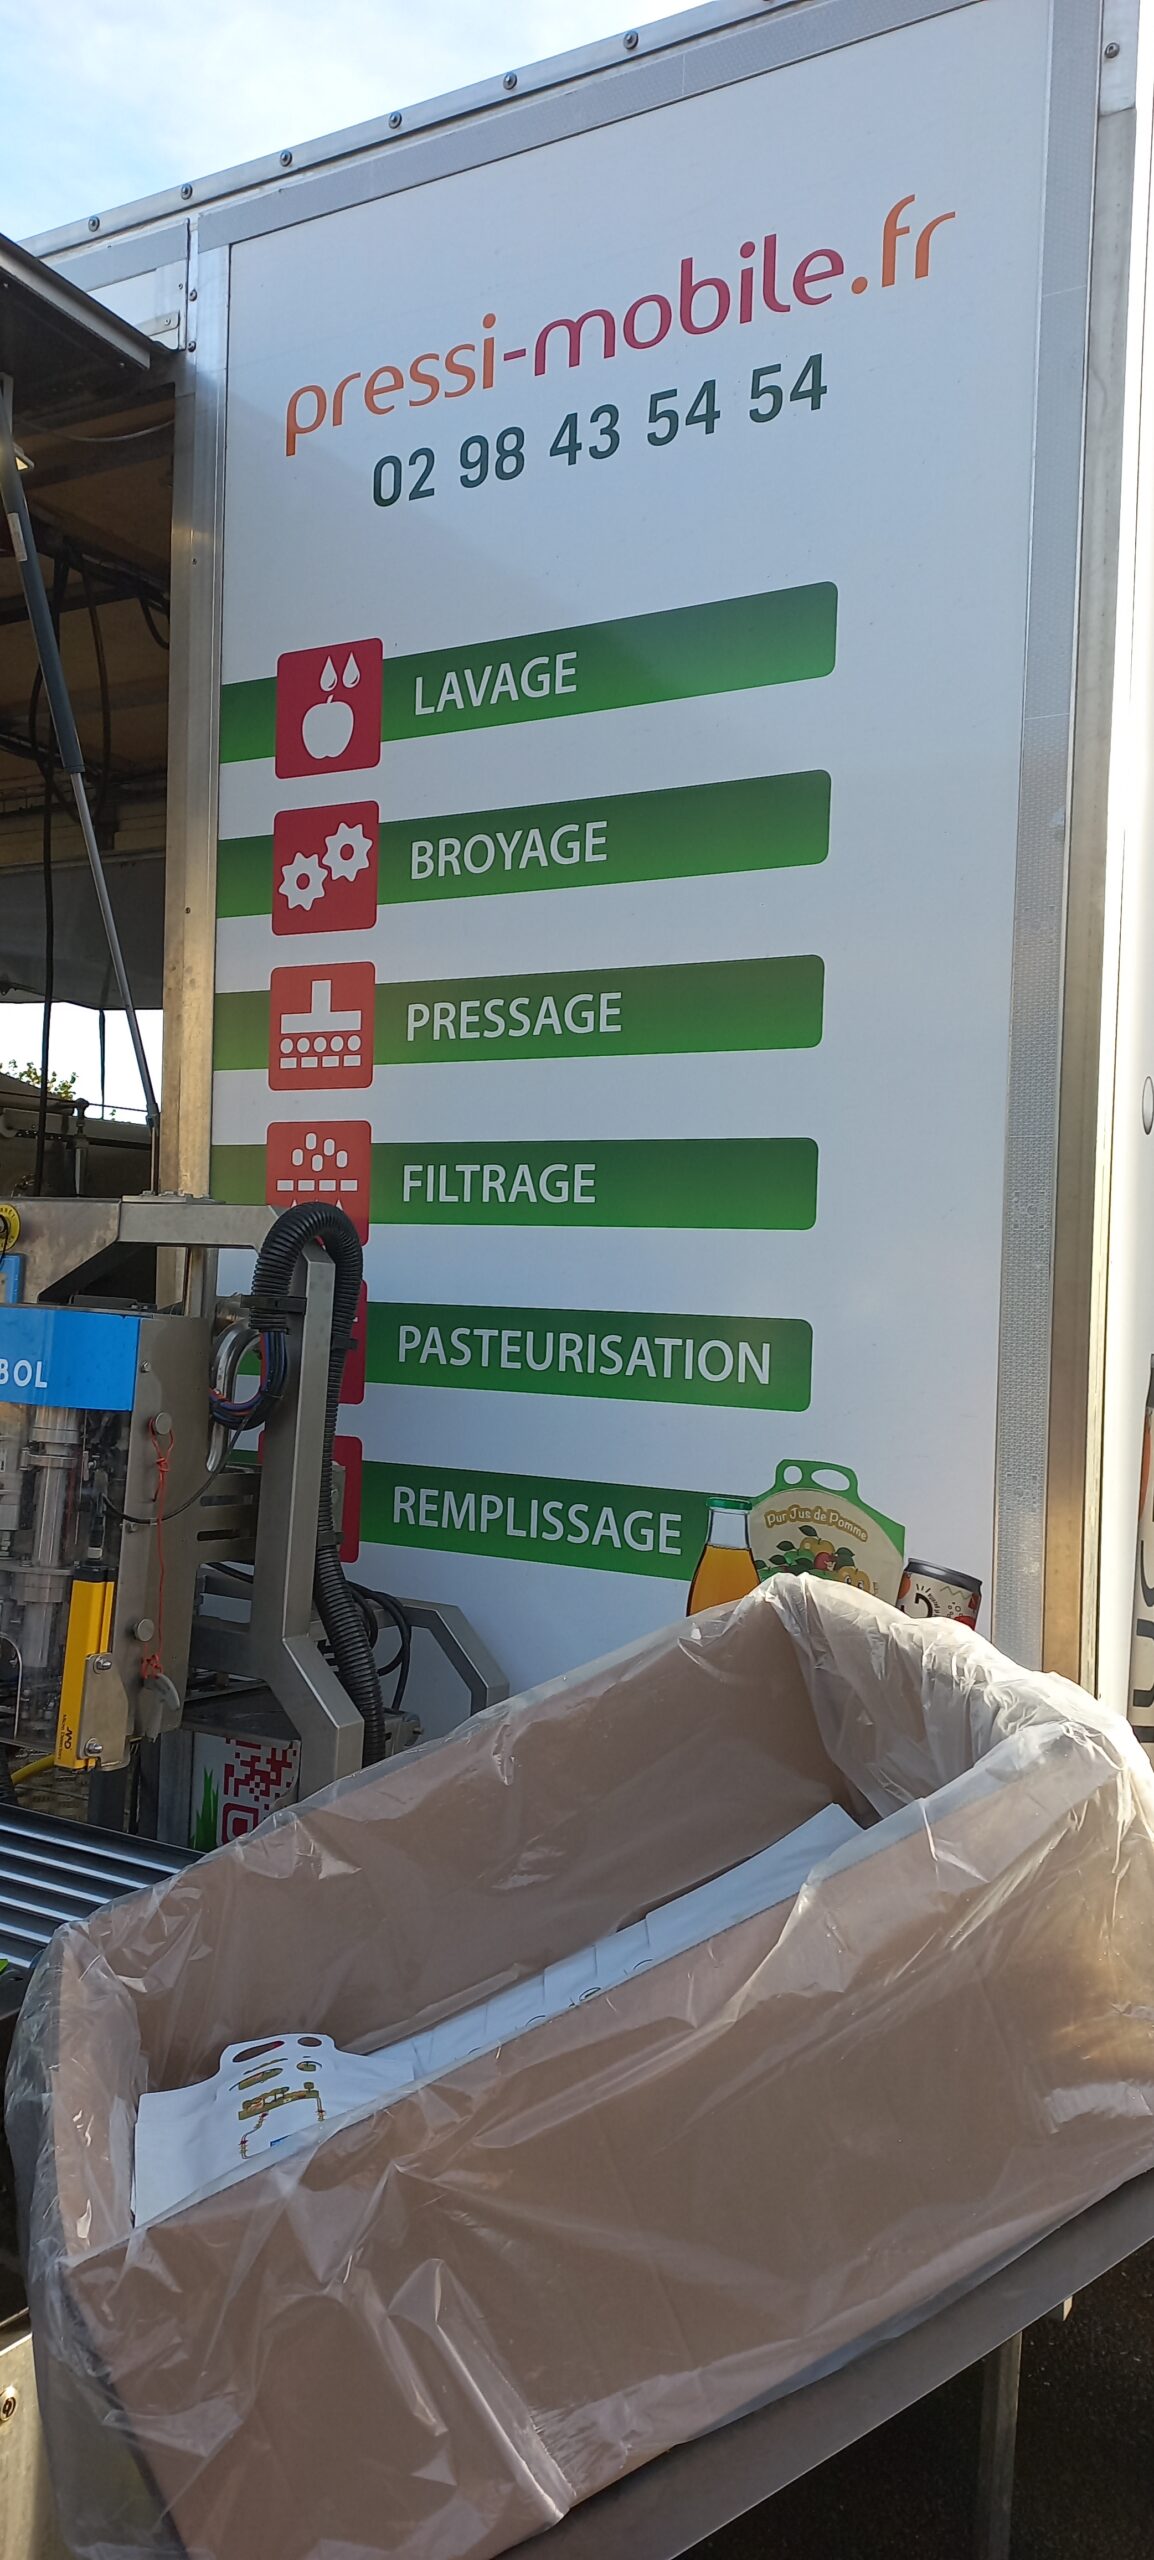 pressi-mobile.fr
02 98 43 54 54
LAVAGE
BROYAGE
PRESSAGE
FILTRAGE
PASTEURISATION
BOL
REMPLISSAGE
Pur Jus de Pomme